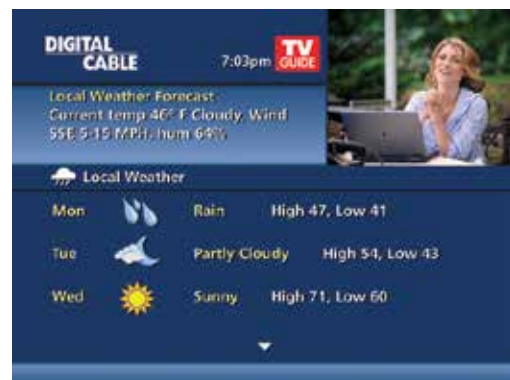 DIGITAL
CABLE
7:03pm
TV
GUIDE
Local Weather Forecast
Current temp 46° F Cloudy, Wind
SSE 5-15 MPH, hum 64%
Local Weather
Mon Rain High 47, Low 41
Tue Partly Cloudy High 54, Low 43
Wed Sunny High 71, Low 60